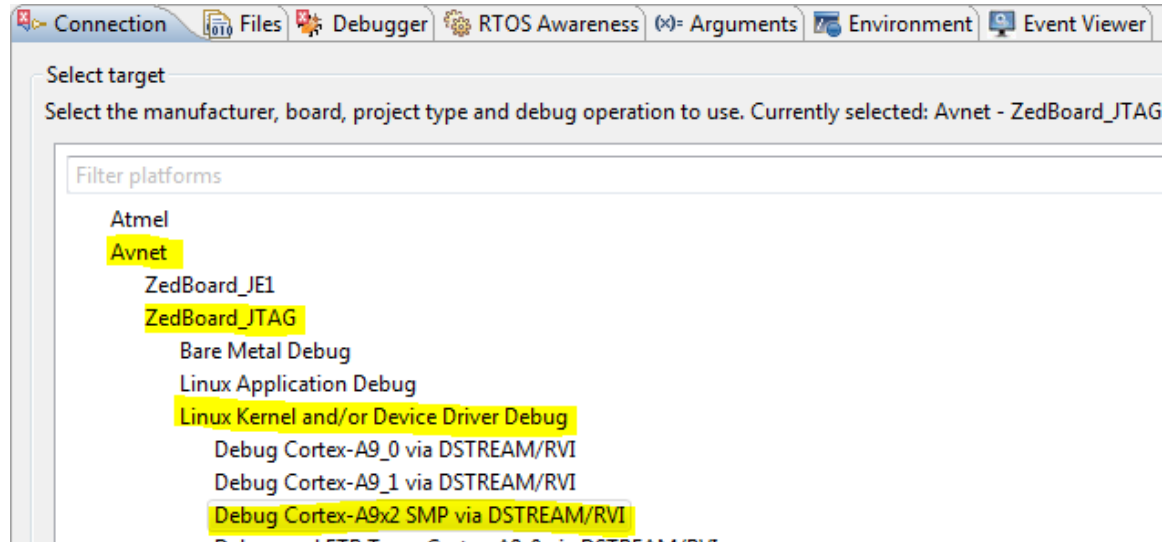 Connection Files Debugger RTOS Awareness (x)= Arguments Environment Event Viewer
Select target
Select the manufacturer, board, project type and debug operation to use. Currently selected: Avnet - ZedBoard_JTAG
Filter platforms
Atmel
Avnet
ZedBoard_JE1
ZedBoard_JTAG
Bare Metal Debug
Linux Application Debug
Linux Kernel and/or Device Driver Debug
Debug Cortex-A9_0 via DSTREAM/RVI
Debug Cortex-A9_1 via DSTREAM/RVI
Debug Cortex-A9x2 SMP via DSTREAM/RVI